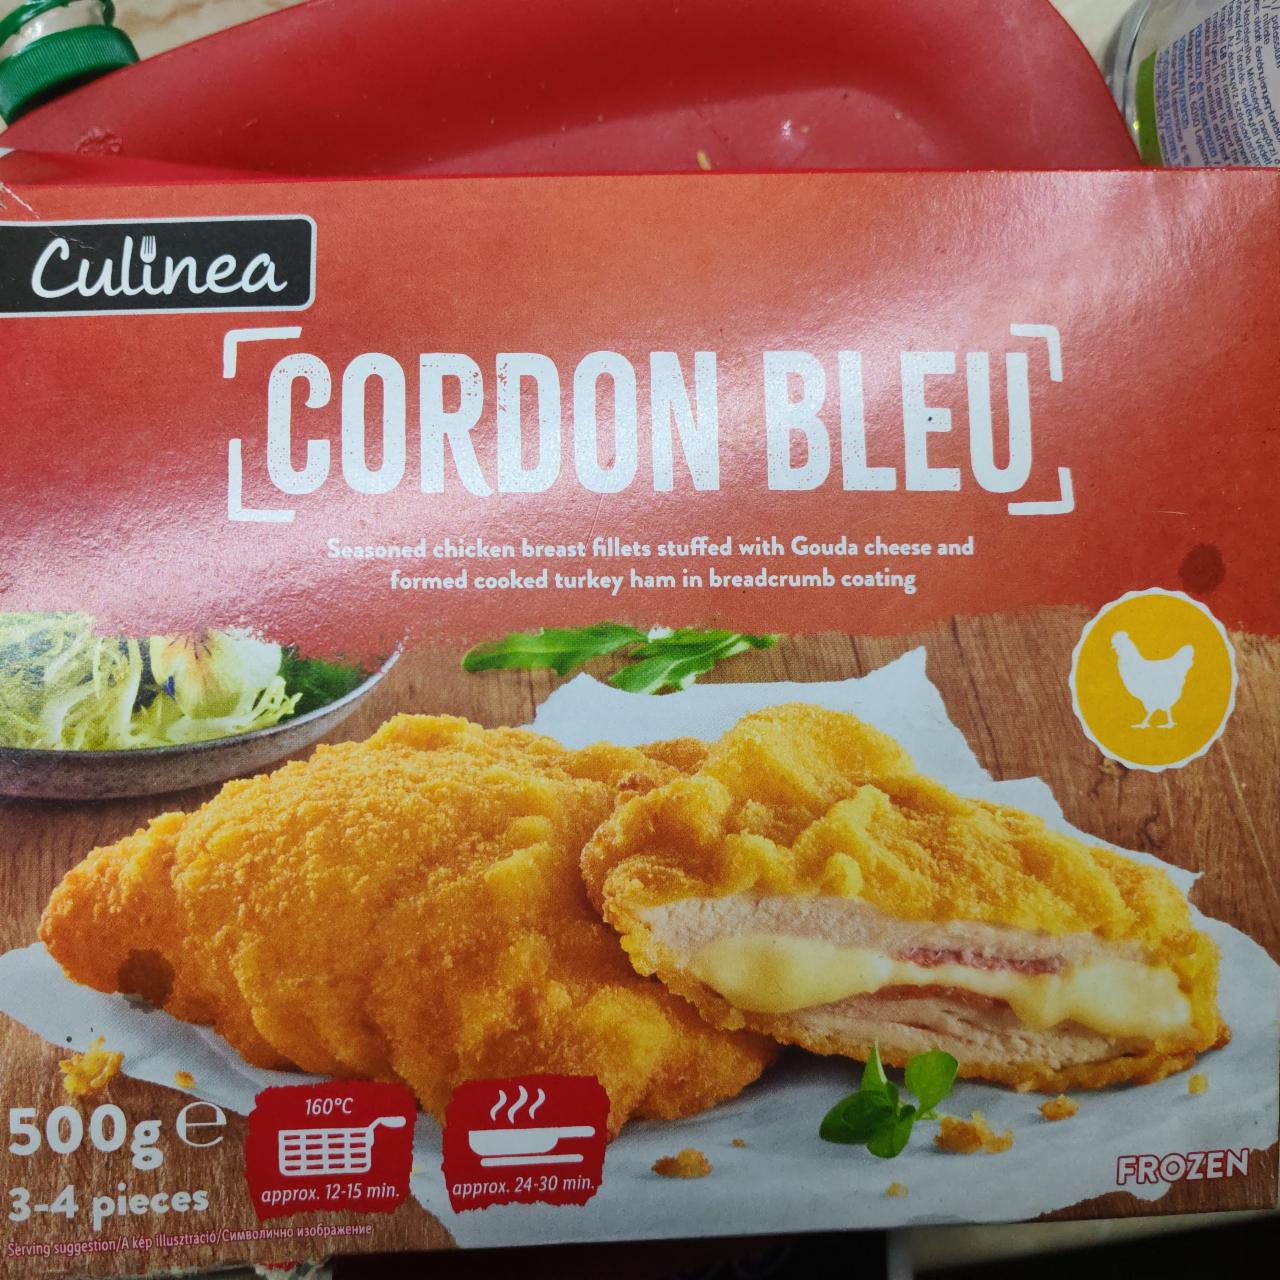 Culinea
CORDON BLEU
Seasoned chicken breast fillets stuffed with Gouda cheese and
formed cooked turkey ham in breadcrumb coating
500g ℮
3-4 pieces
160°C
approx. 12-15 min.
approx. 24-30 min.
FROZEN
Serving suggestion/A kép illusztráció/Символично изображение